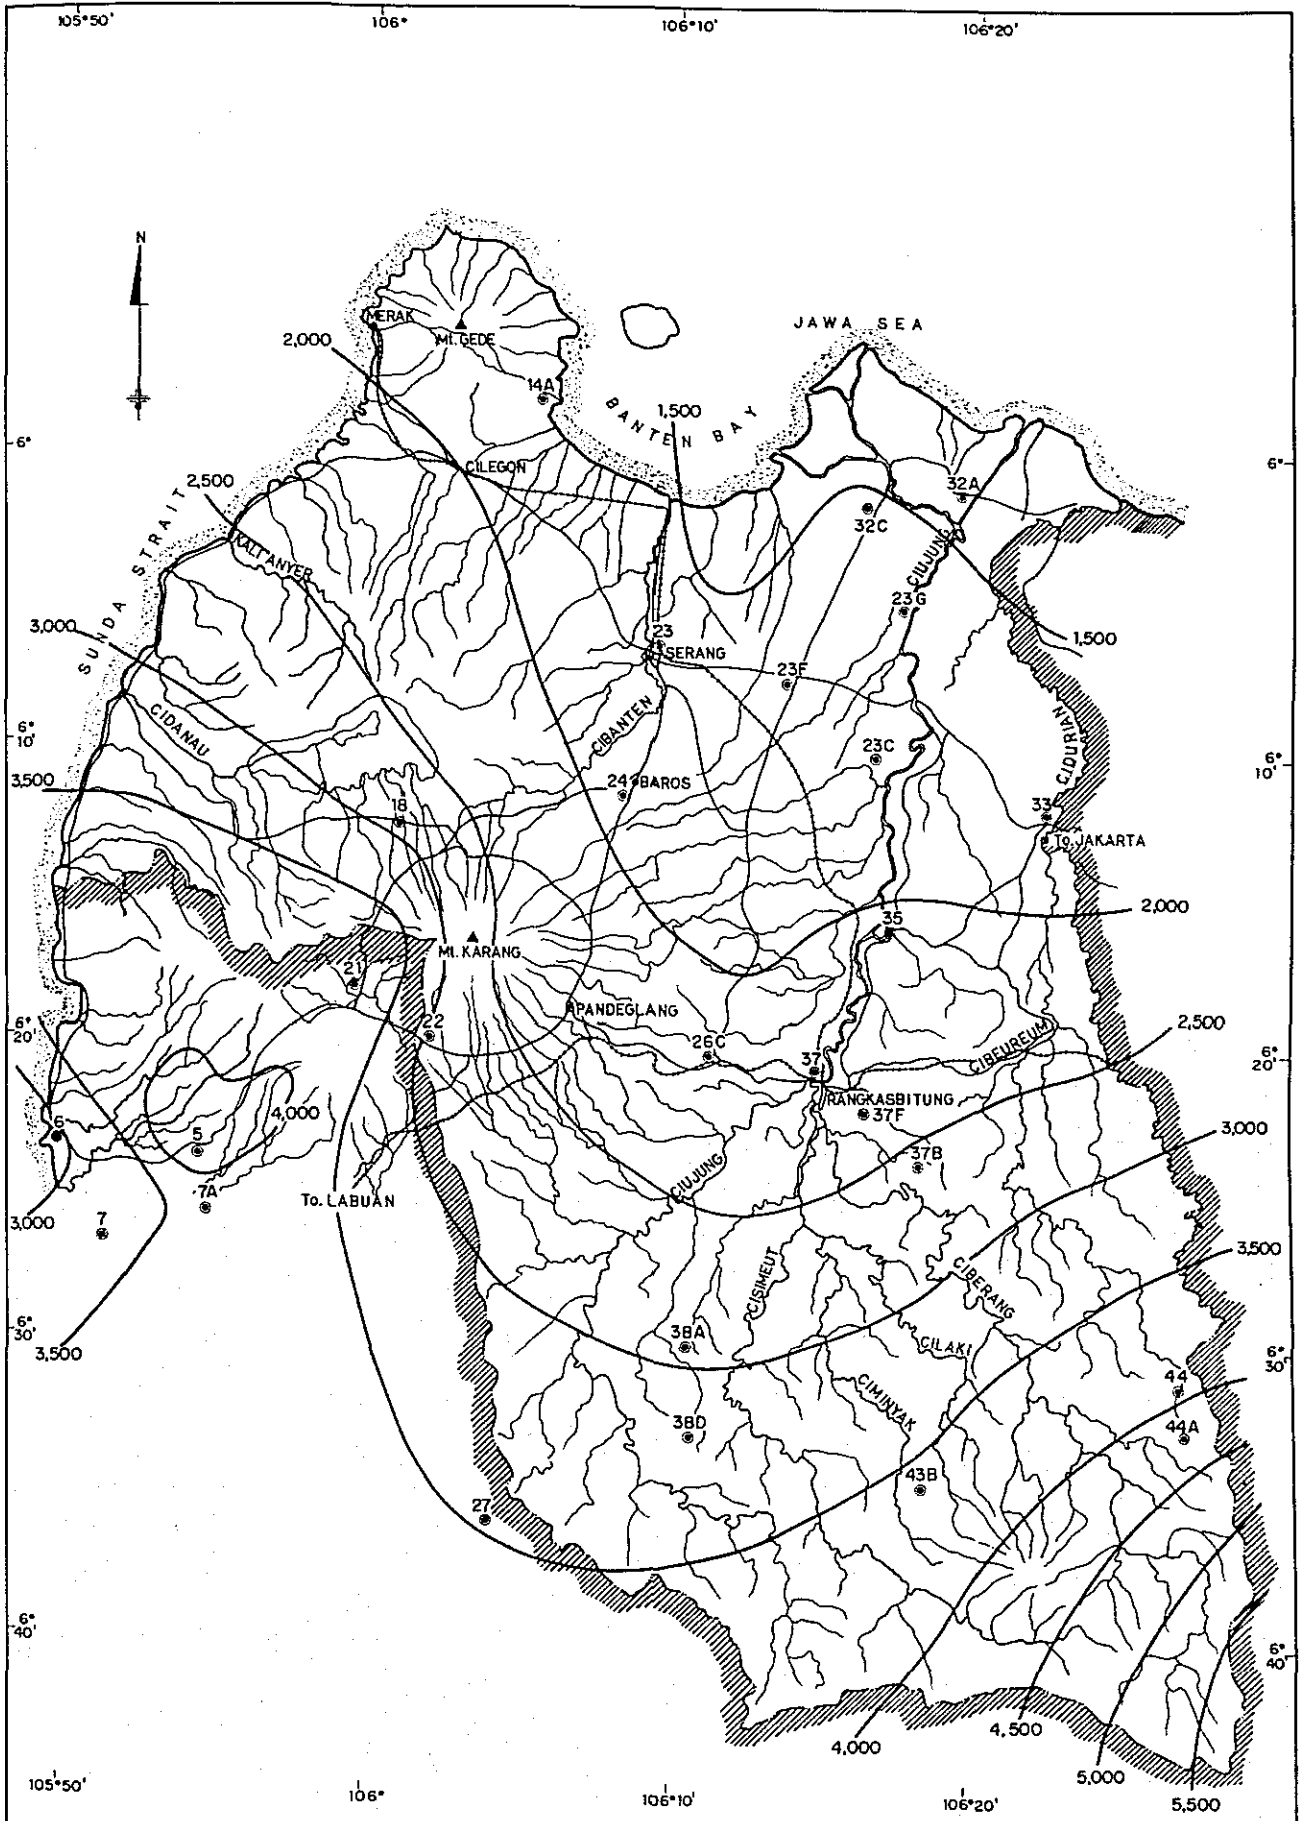 105°50'
106°
106°10'
106°20'
N
JAWA SEA
MERAK
Mt. GEDE
2,000
14A
BANTEN BAY
1,500
6°
6°
CILEGON
2,500
32A
32C
SUNDA STRAIT
KALI ANYER
CIUJUNG
23G
3,000
23
SERANG
1,500
23F
CIDANAU
CIBANTEN
CIDURIAN
6°
10'
23C
6°
10'
3,500
24
BAROS
18
33
To. JAKARTA
2,000
35
Mt. KARANG
21
PANDEGLANG
6°
20'
22
26C
CIBEUREUM
2,500
37
6°
20'
RANGKASBITUNG
37F
4,000
6
5
3,000
37B
CIUJUNG
To. LABUAN
7A
3,000
7
3,500
CISIMEUT
CIBERANG
6°
30'
3BA
CILAKI
6°
30'
3,500
CIMINYAK
44
3BD
44A
43B
27
6°
40'
6°
40'
4,500
4,000
5,000
105°50'
106°
106°10'
106°20'
5,500